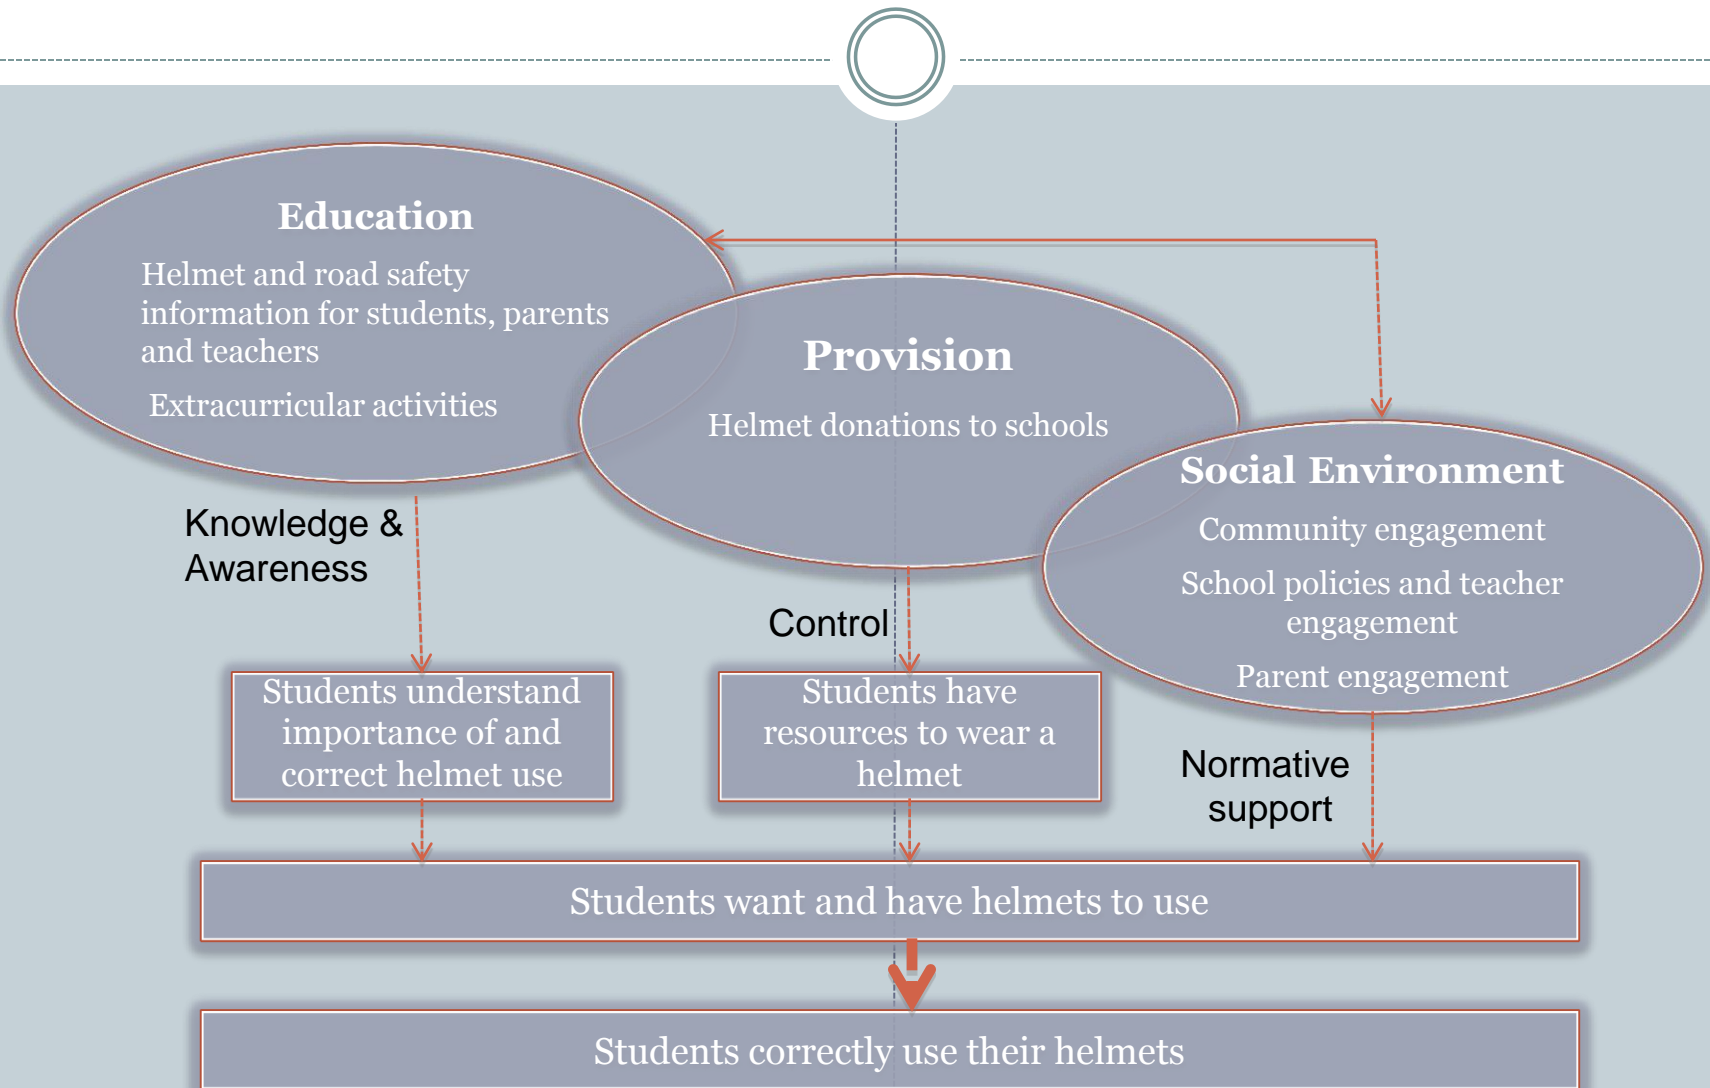 Education
Helmet and road safety
information for students, parents
and teachers
Extracurricular activities
Provision
Helmet donations to schools
Social Environment
Community engagement
School policies and teacher
engagement
Parent engagement
Knowledge &
Awareness
Control
Normative
support
Students understand
importance of and
correct helmet use
Students have
resources to wear a
helmet
Students want and have helmets to use
Students correctly use their helmets